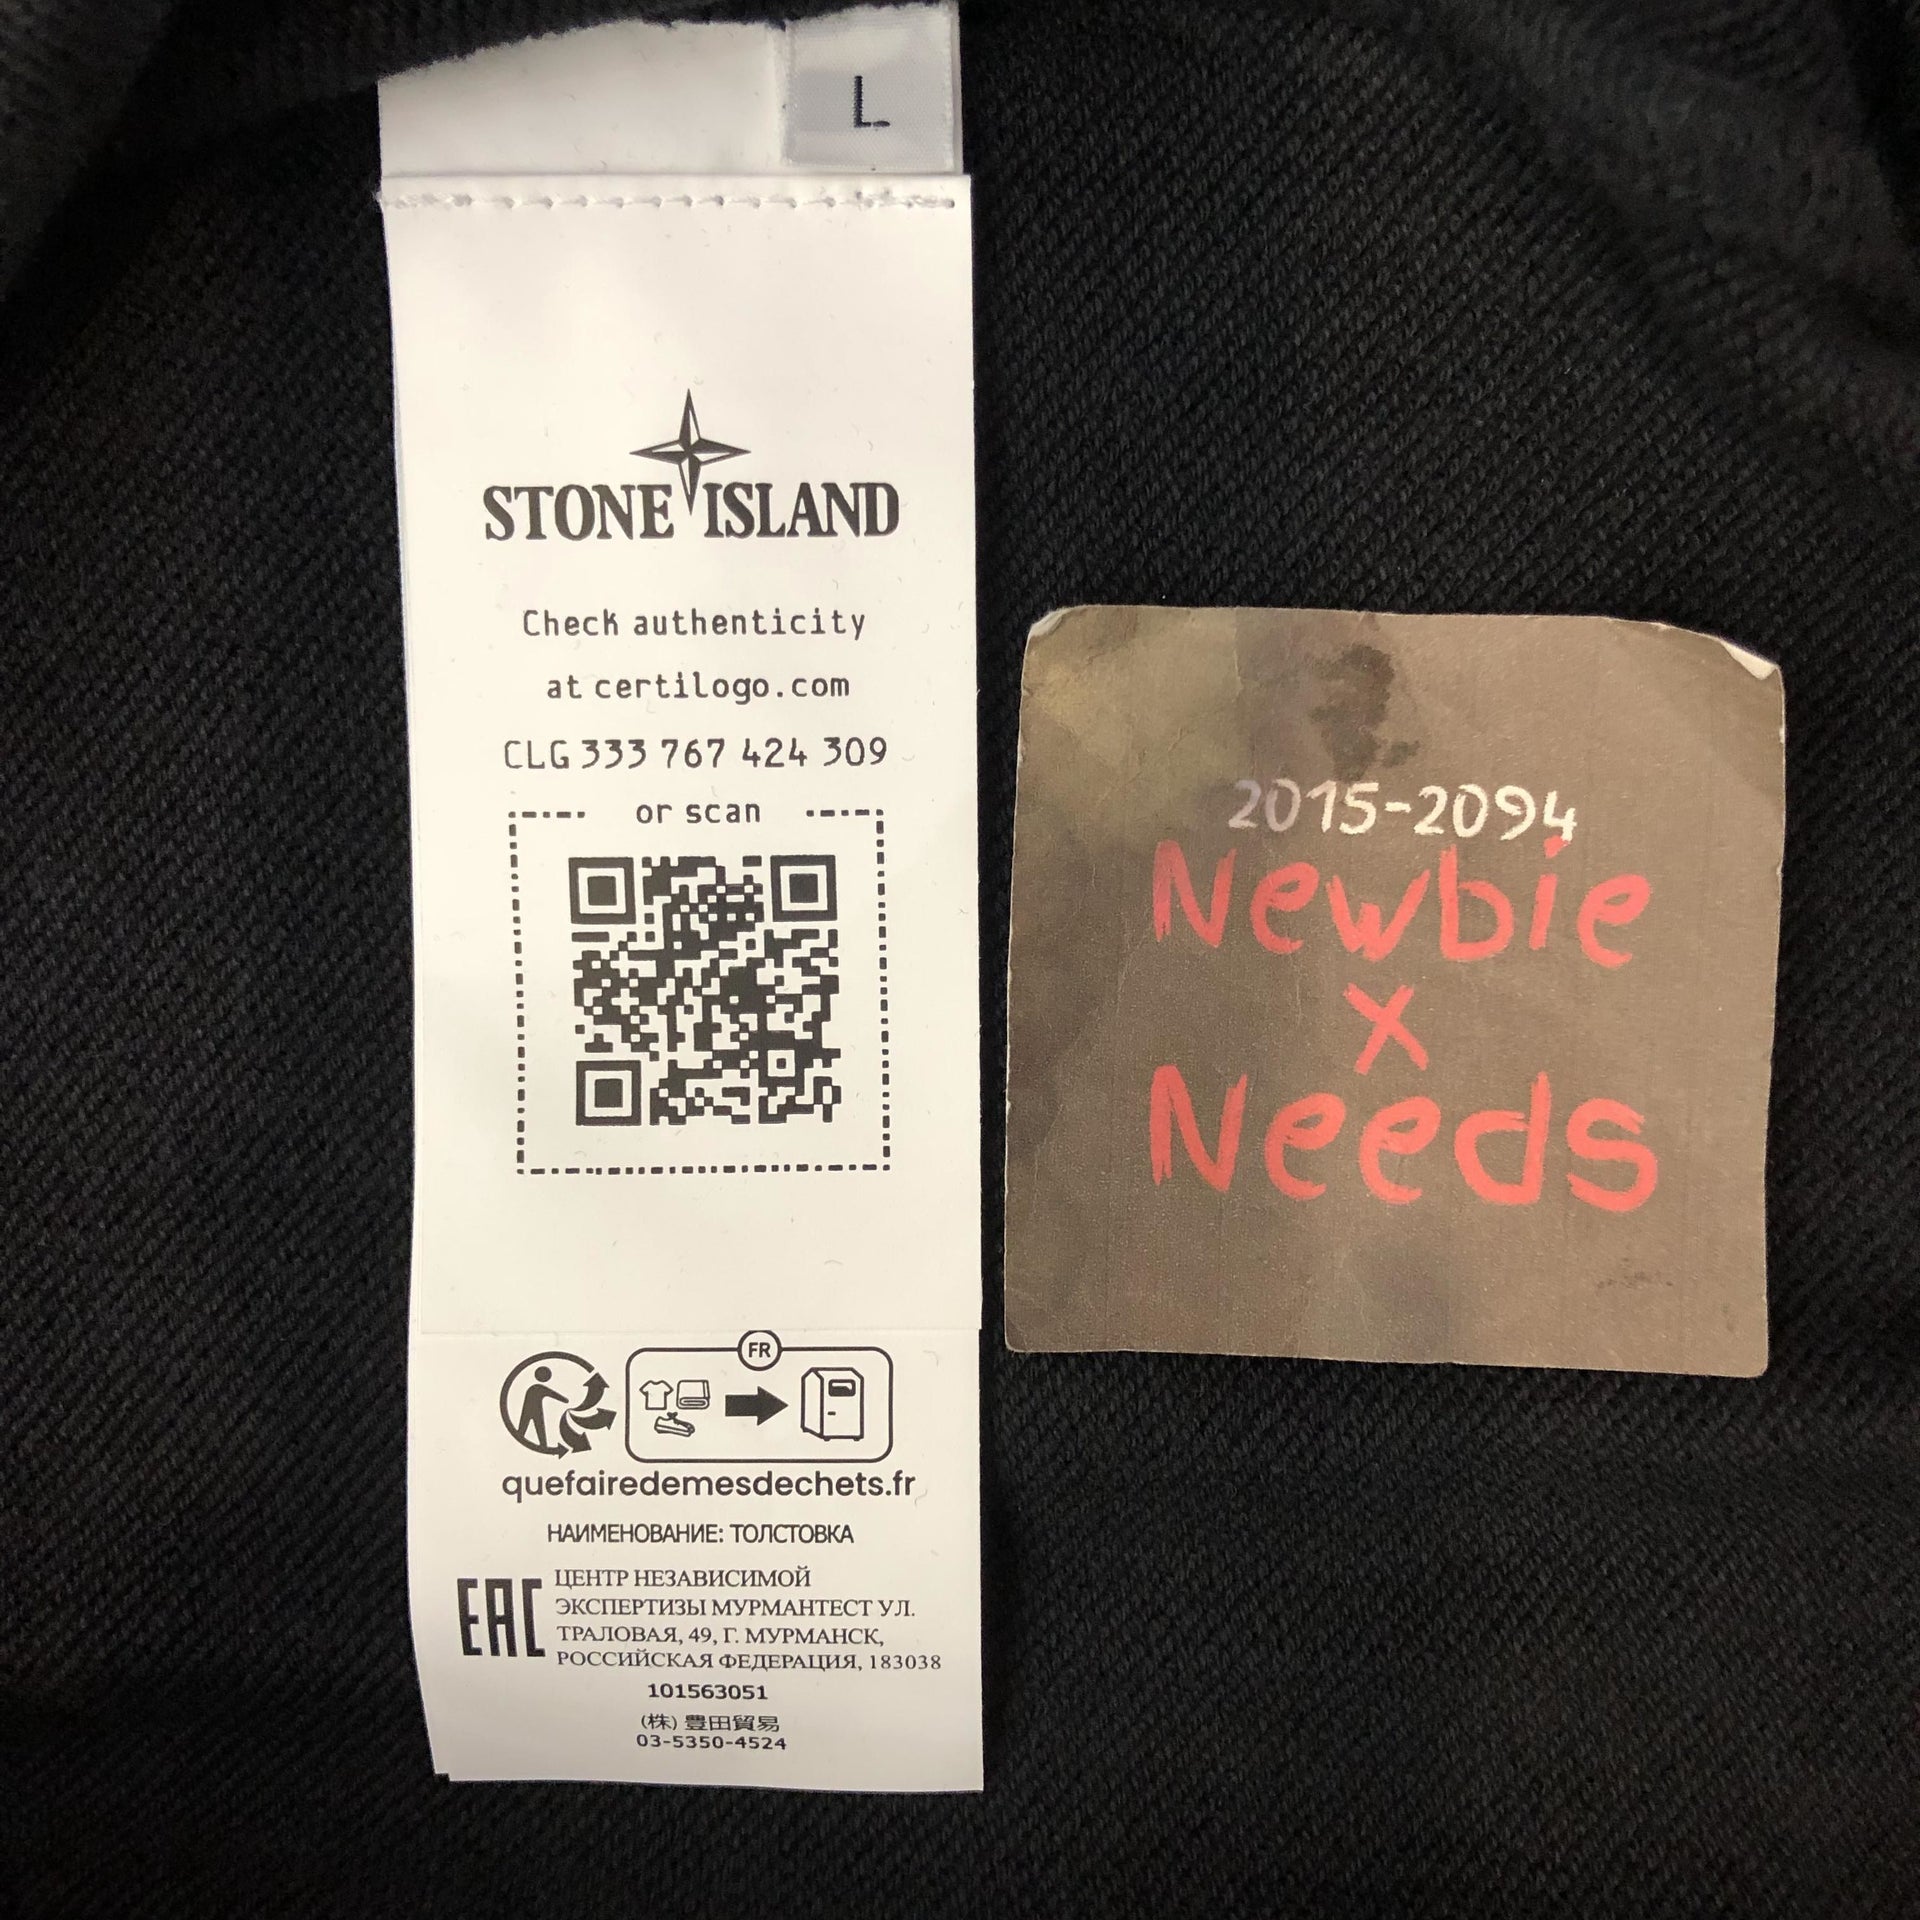 L
STONE ISLAND
Check authenticity
at certilogo.com
CLG 333 767 424 309
or scan
FR
quefairedemesdechets.fr
НАИМЕНОВАНИЕ: ТОЛСТОВКА
EAC
ЦЕНТР НЕЗАВИСИМОЙ
ЭКСПЕРТИЗЫ МУРМАНТЕСТ УЛ.
ТРАЛОВАЯ, 49, Г. МУРМАНСК,
РОССИЙСКАЯ ФЕДЕРАЦИЯ, 183038
101563051
(株) 豊田貿易
03-5350-4524
2015-2094
Newbie
x
Needs